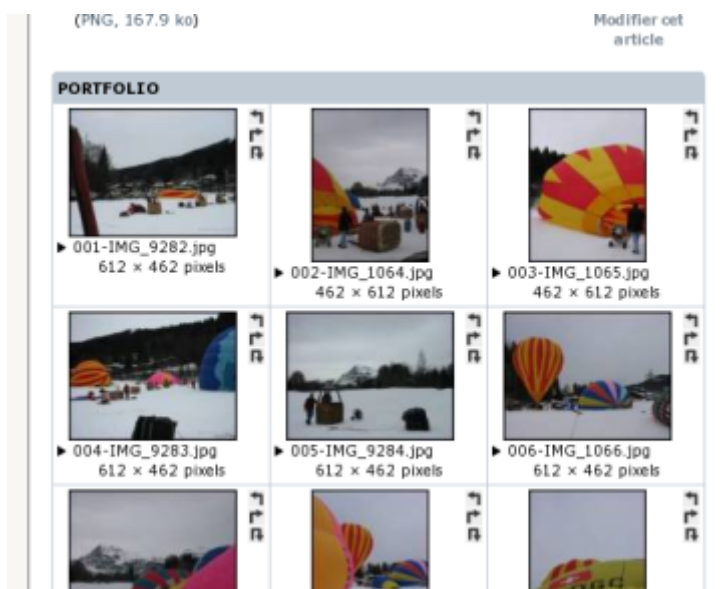 (PNG, 167.9 ko)
Modifier cet
article
PORTFOLIO
001-IMG_9282.jpg
612 × 462 pixels
002-IMG_1064.jpg
462 × 612 pixels
003-IMG_1065.jpg
462 × 612 pixels
004-IMG_9283.jpg
612 × 462 pixels
005-IMG_9284.jpg
612 × 462 pixels
006-IMG_1066.jpg
612 × 462 pixels